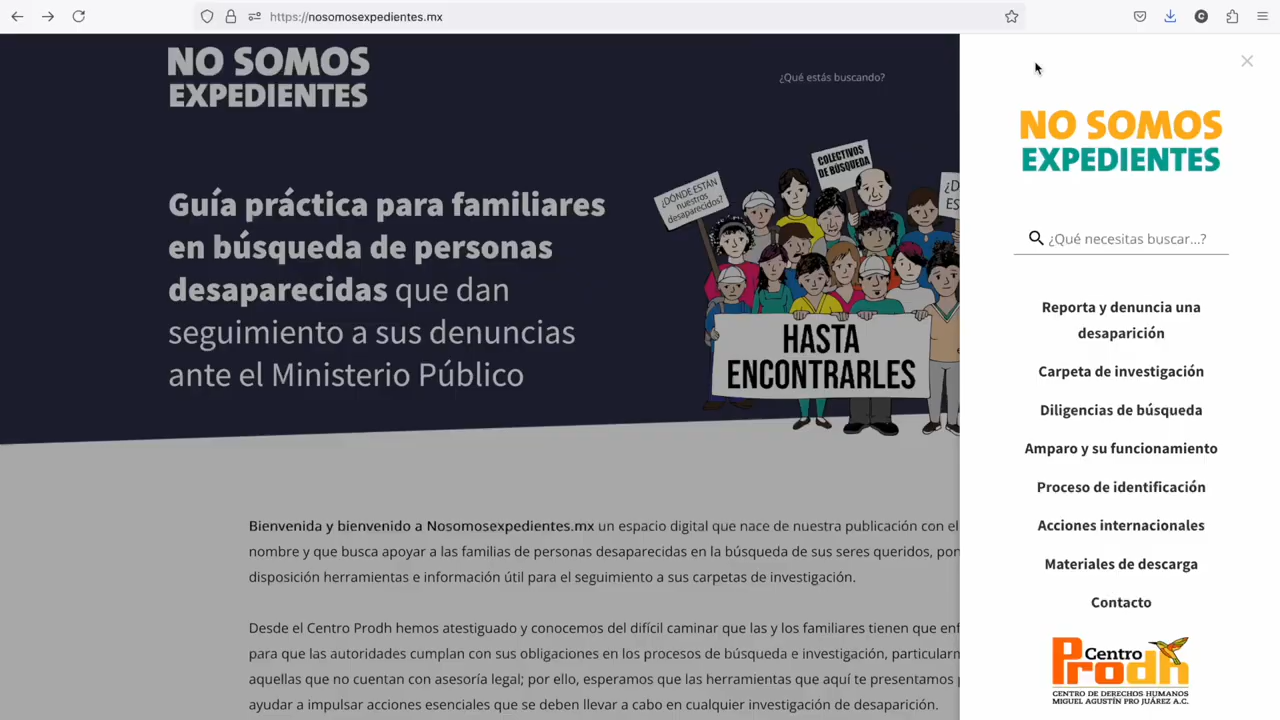 https://nosomosexpedientes.mx
NO SOMOS
EXPEDIENTES
¿Qué estás buscando?
Guía práctica para familiares
en búsqueda de personas
desaparecidas que dan
seguimiento a sus denuncias
ante el Ministerio Público
¿DÓNDE ESTÁN
nuestros
desaparecidos?
COLECTIVOS
DE BÚSQUEDA
HASTA
ENCONTRARLES
Bienvenida y bienvenido a Nosomosexpedientes.mx un espacio digital que nace de nuestra publicación con el
nombre y que busca apoyar a las familias de personas desaparecidas en la búsqueda de sus seres queridos,
disposición herramientas e información útil para el seguimiento a sus carpetas de investigación.
Desde el Centro Prodh hemos atestiguado y conocemos del difícil caminar que las y los familiares tienen que
para que las autoridades cumplan con sus obligaciones en los procesos de búsqueda e investigación,
aquellas que no cuentan con asesoría legal; por ello, esperamos que las herramientas que aquí te presentamos
ayudar a impulsar acciones esenciales que se deben llevar a cabo en cualquier investigación de desaparición.
NO SOMOS
EXPEDIENTES
¿Qué necesitas buscar...?
Reporta y denuncia una
desaparición
Carpeta de investigación
Diligencias de búsqueda
Amparo y su funcionamiento
Proceso de identificación
Acciones internacionales
Materiales de descarga
Contacto
Centro
Prodh
CENTRO DE DERECHOS HUMANOS
MIGUEL AGUSTÍN PRO JUÁREZ A.C.